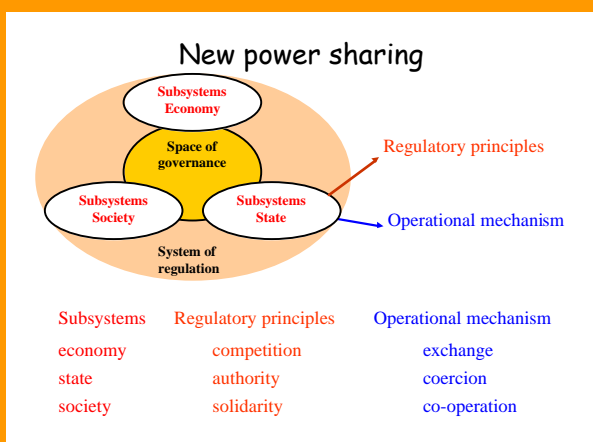 New power sharing
Subsystems
Economy
Space of
governance
Regulatory principles
Subsystems
Society
Subsystems
State
Operational mechanism
System of
regulation
Subsystems Regulatory principles Operational mechanism
economy competition exchange
state authority coercion
society solidarity co-operation